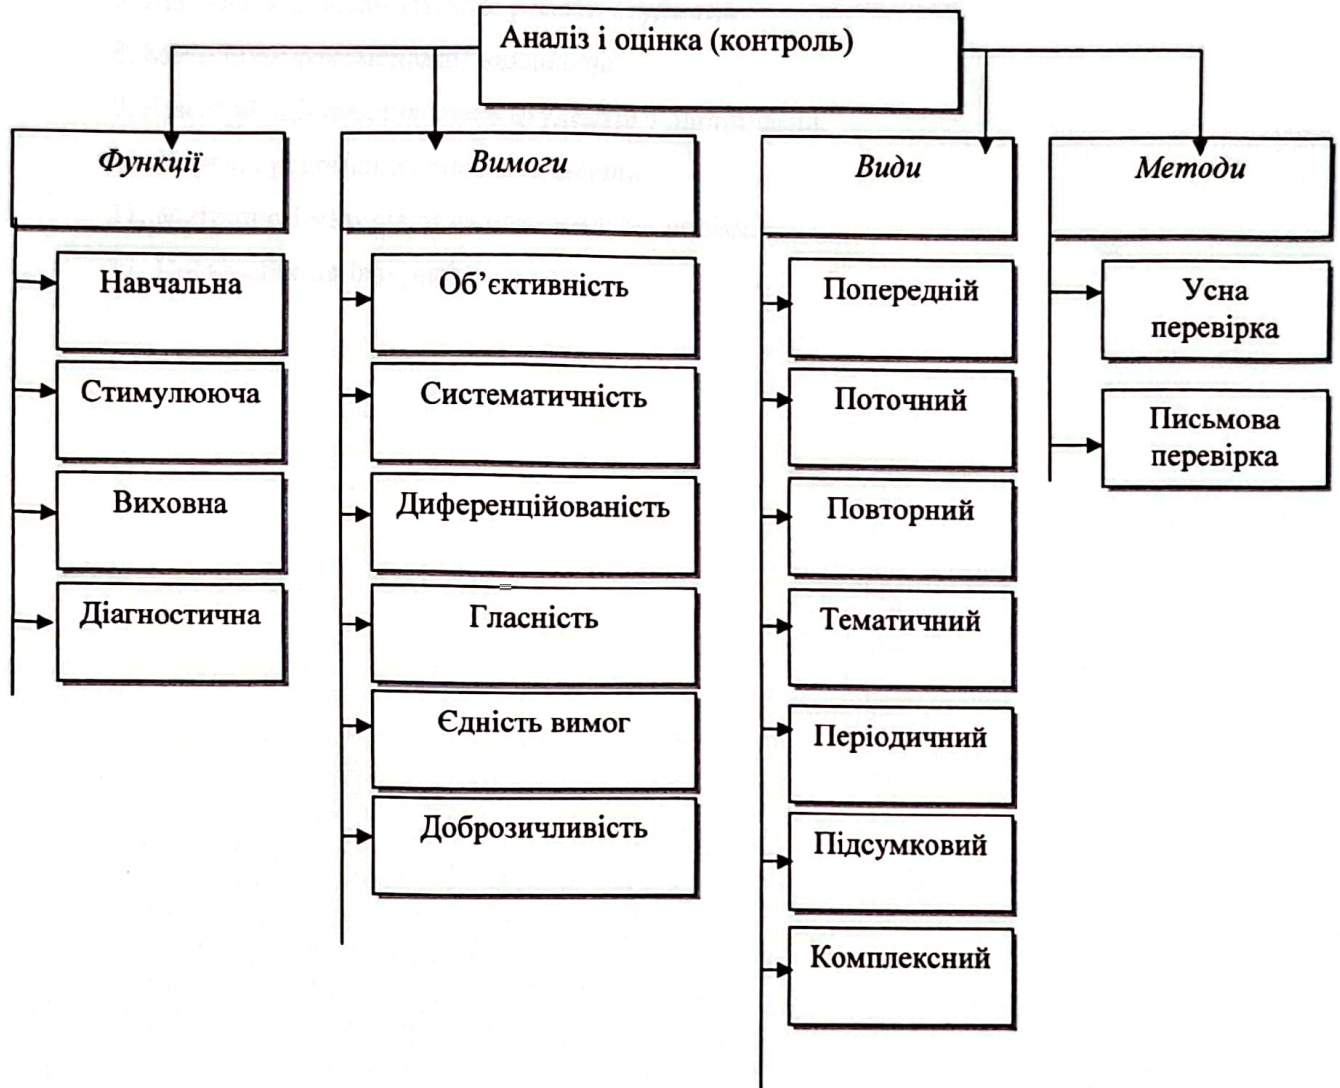 Аналіз і оцінка (контроль)
Функції
Навчальна
Стимулююча
Виховна
Діагностична
Вимоги
Об’єктивність
Систематичність
Диференційованість
Гласність
Єдність вимог
Доброзичливість
Види
Попередній
Поточний
Повторний
Тематичний
Періодичний
Підсумковий
Комплексний
Методи
Усна
перевірка
Письмова
перевірка